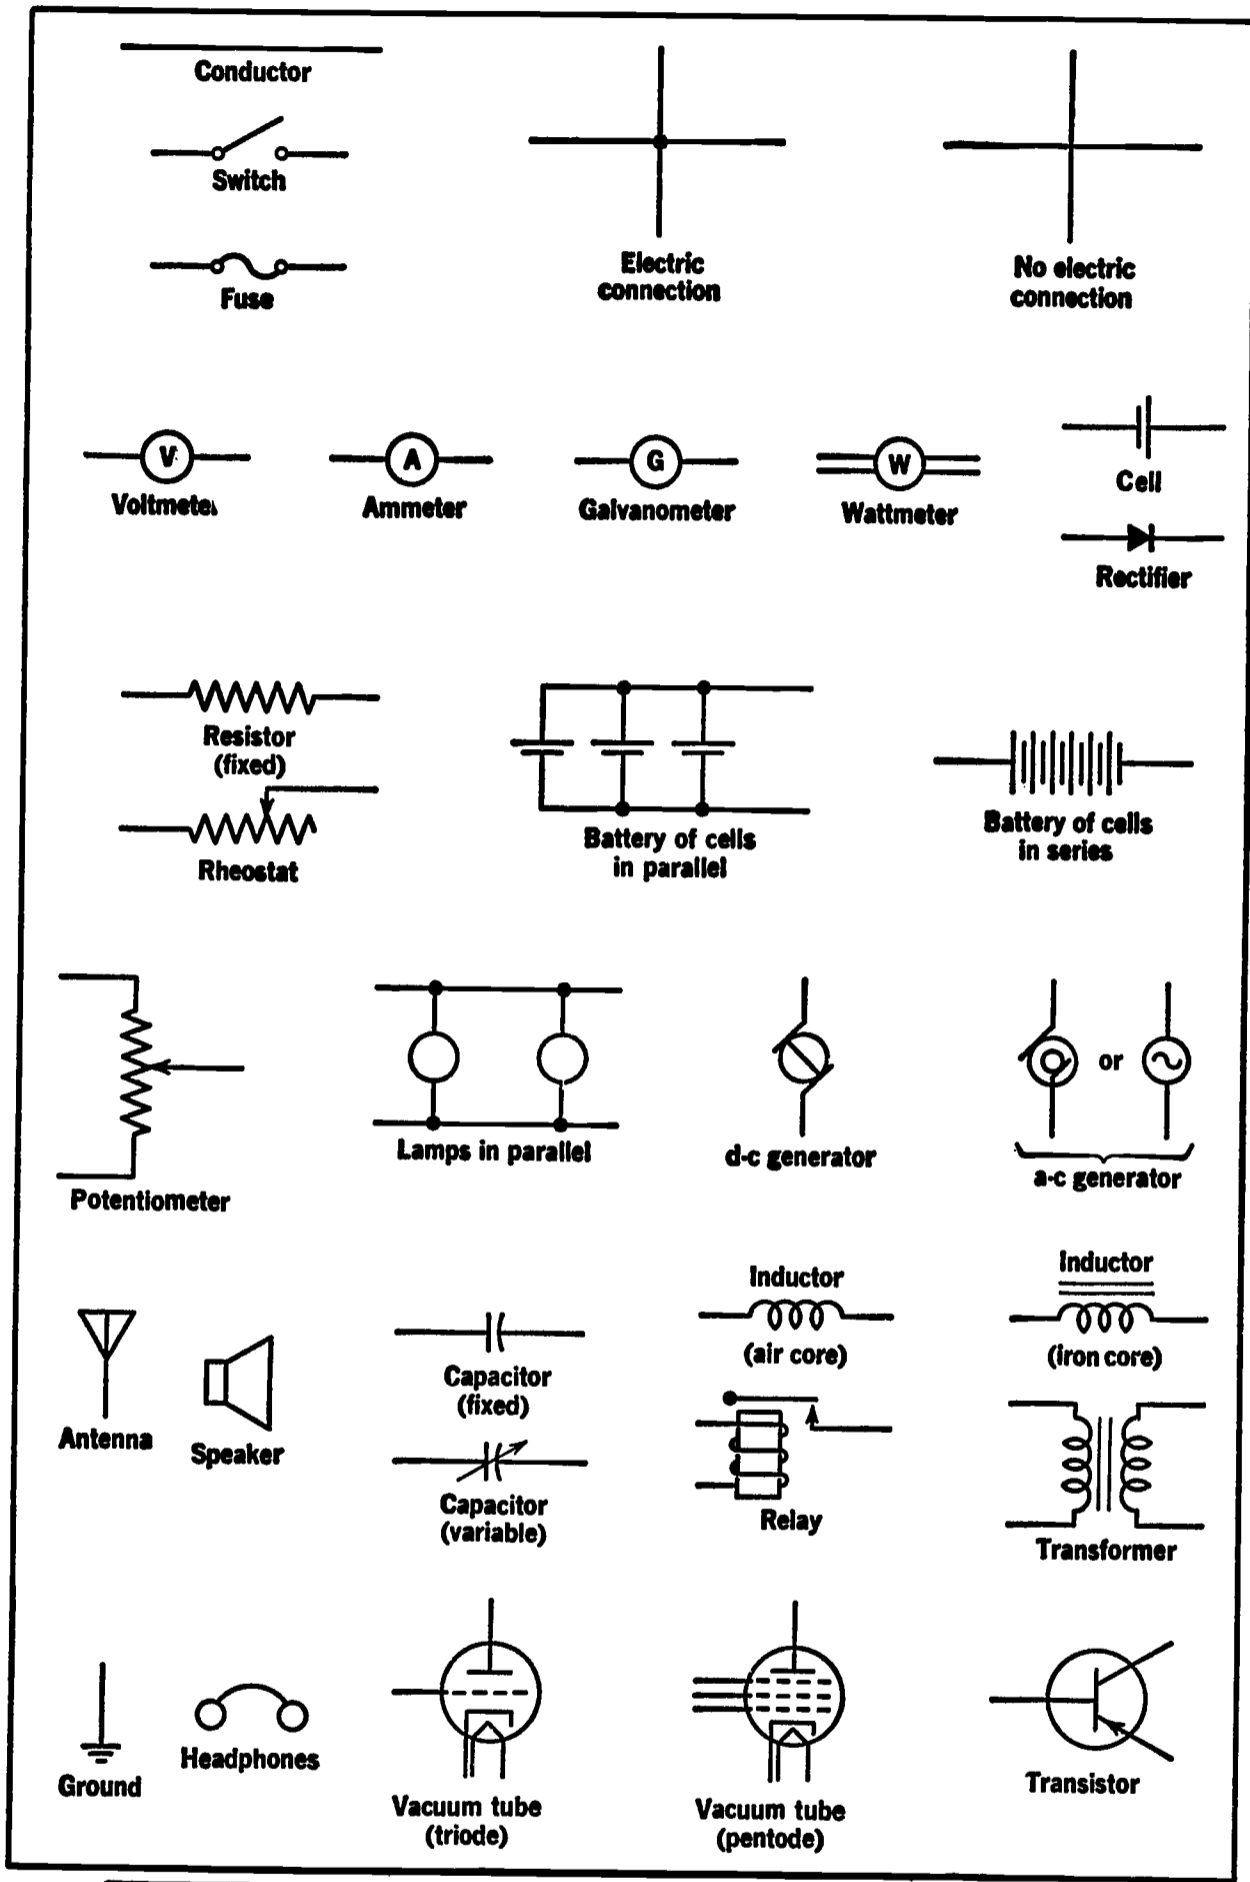 Conductor
Switch
Fuse
Electric
connection
No electric
connection
V
Voltmeter
A
Ammeter
G
Galvanometer
W
Wattmeter
Cell
Rectifier
Resistor
(fixed)
Rheostat
Battery of cells
in parallel
Battery of cells
in series
Potentiometer
Lamps in parallel
d-c generator
or
a-c generator
Antenna
Speaker
Capacitor
(fixed)
Capacitor
(variable)
Inductor
(air core)
Relay
Inductor
(iron core)
Transformer
Ground
Headphones
Vacuum tube
(triode)
Vacuum tube
(pentode)
Transistor